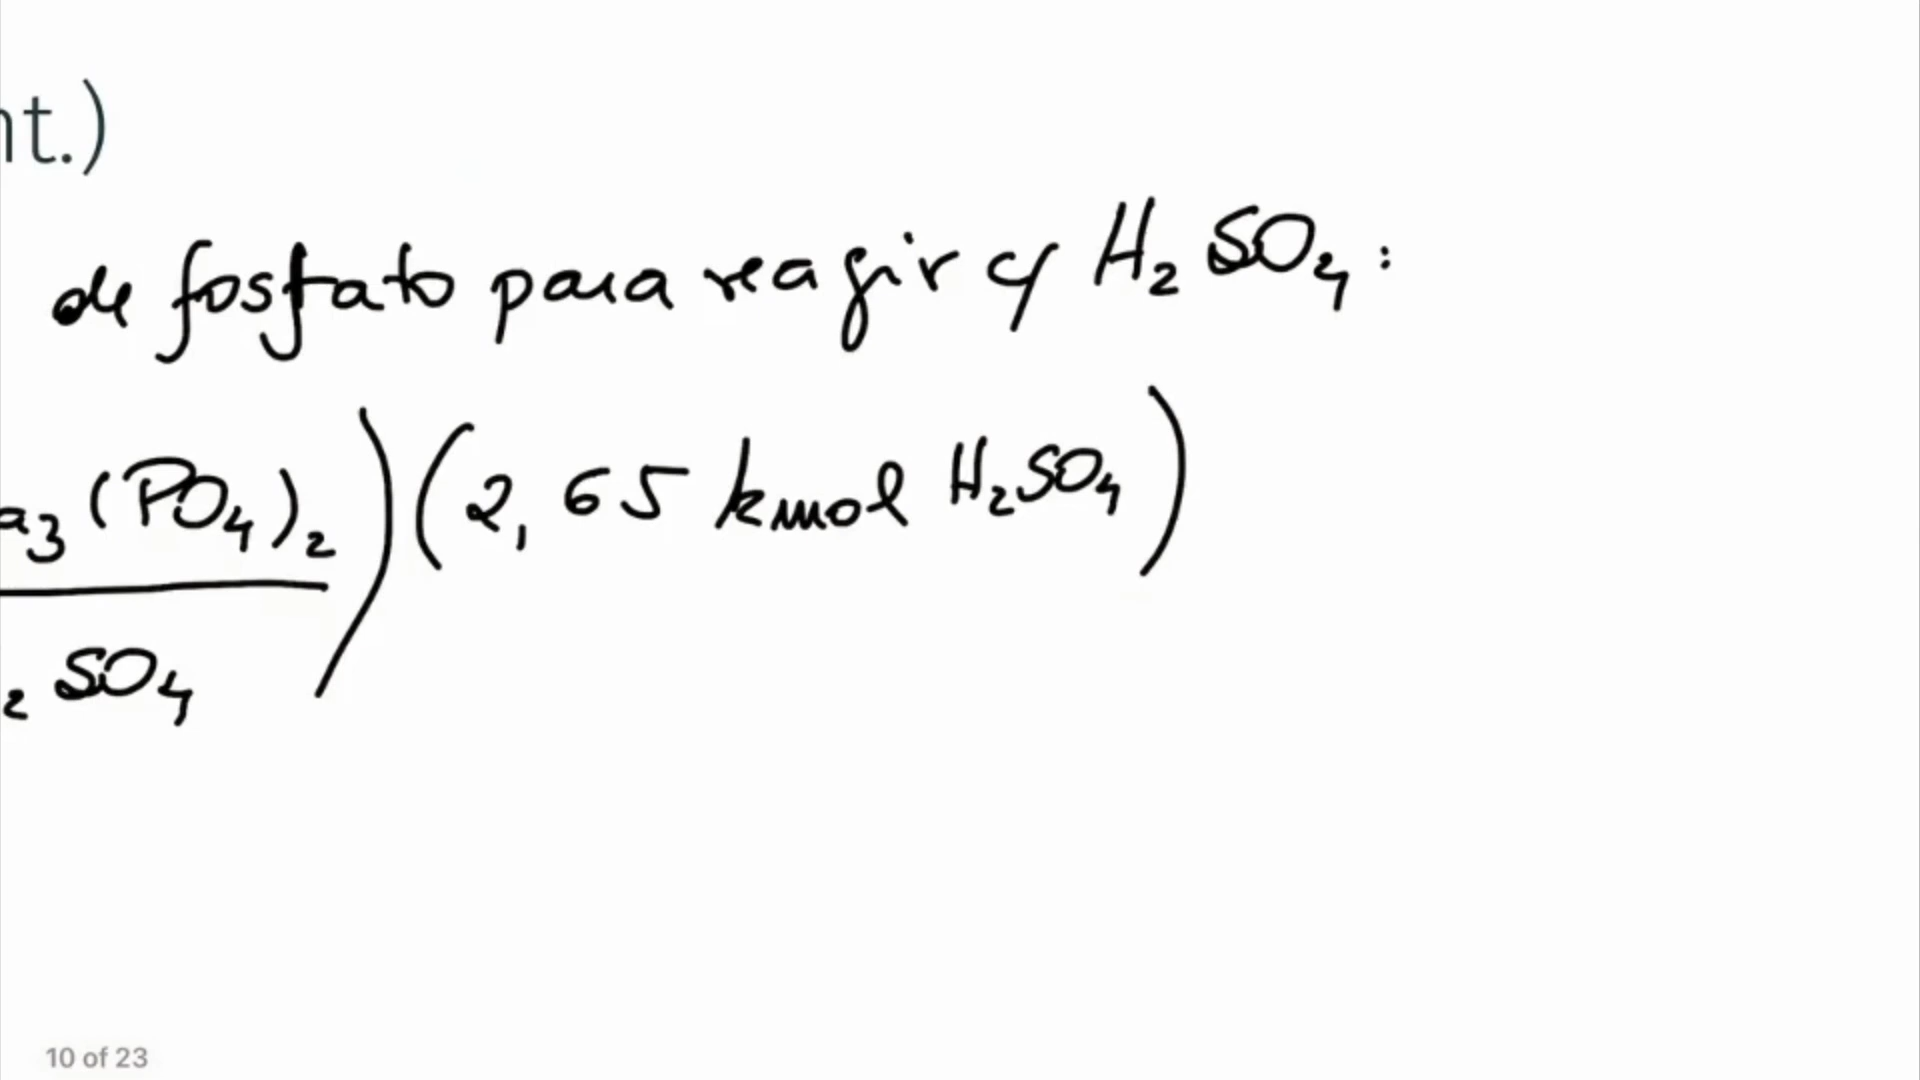 nt.)
de fosfato para reagir c/ H₂SO₄:
a₃(PO₄)₂)(2,65 kmol H₂SO₄)
₂SO₄
10 of 23